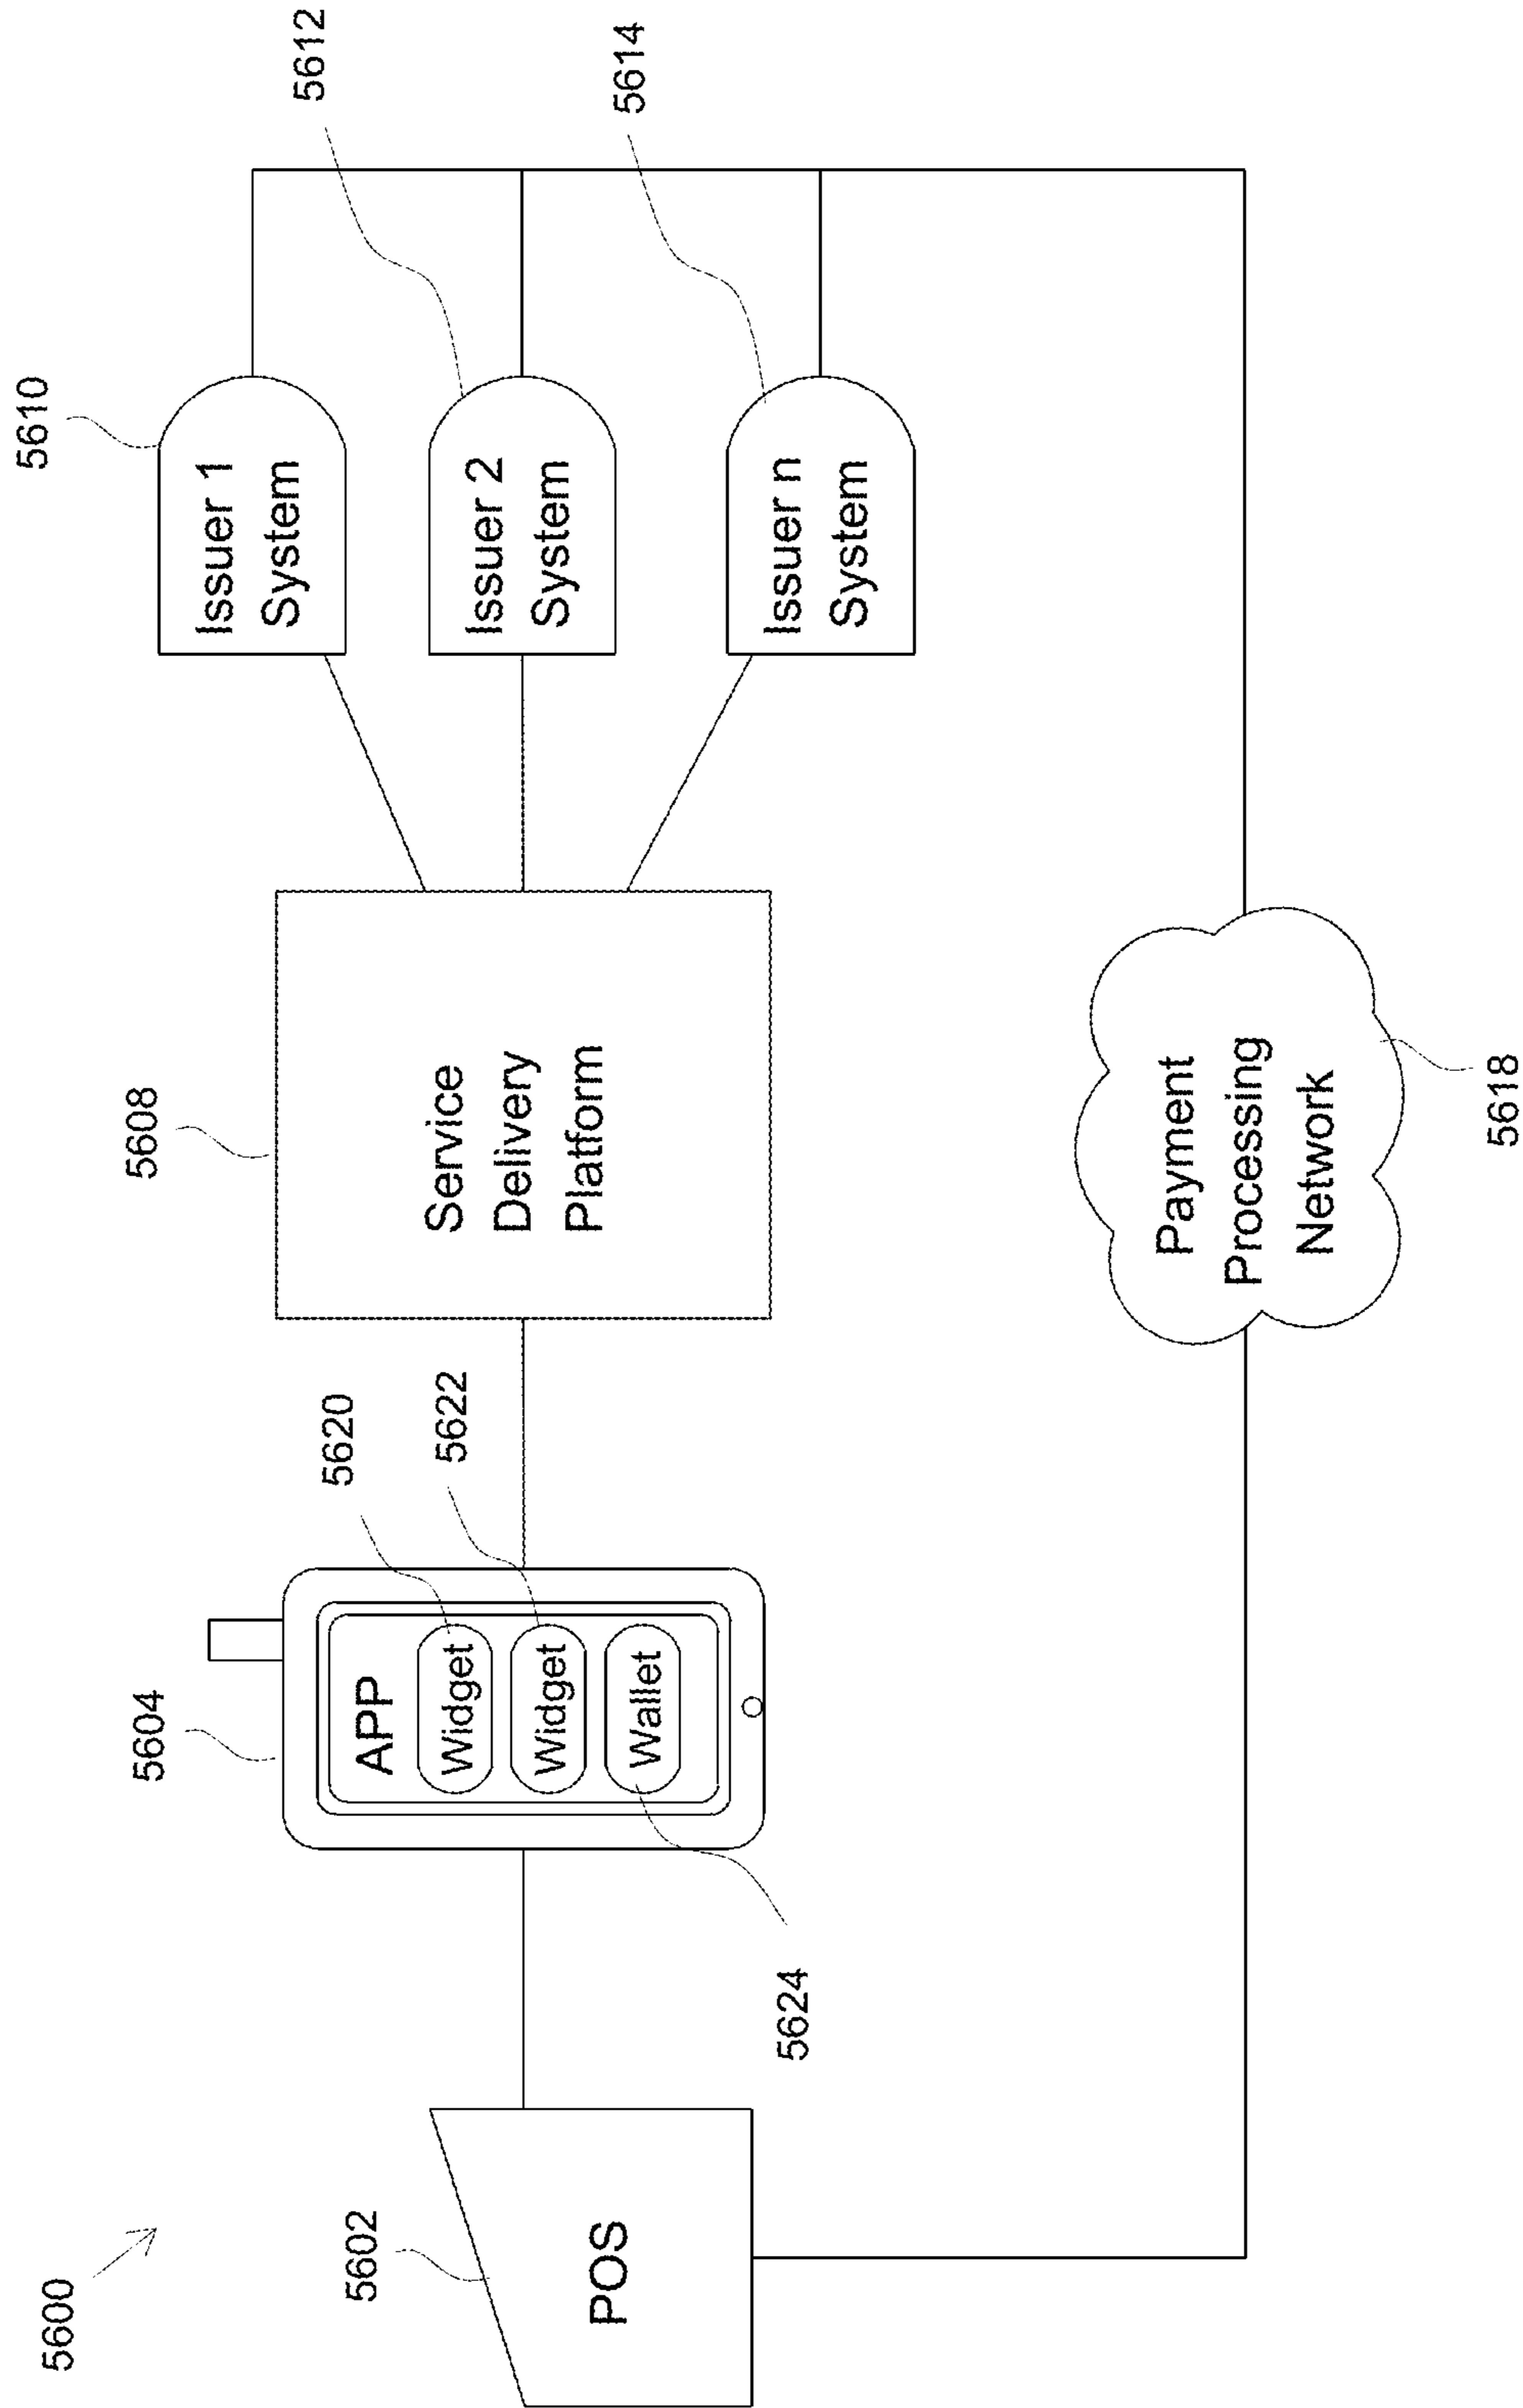 5600
5602
POS
5604
APP
Widget
Widget
Wallet
5620
5622
5624
5608
Service
Delivery
Platform
5610
Issuer 1
System
5612
Issuer 2
System
5614
Issuer n
System
Payment
Processing
Network
5618